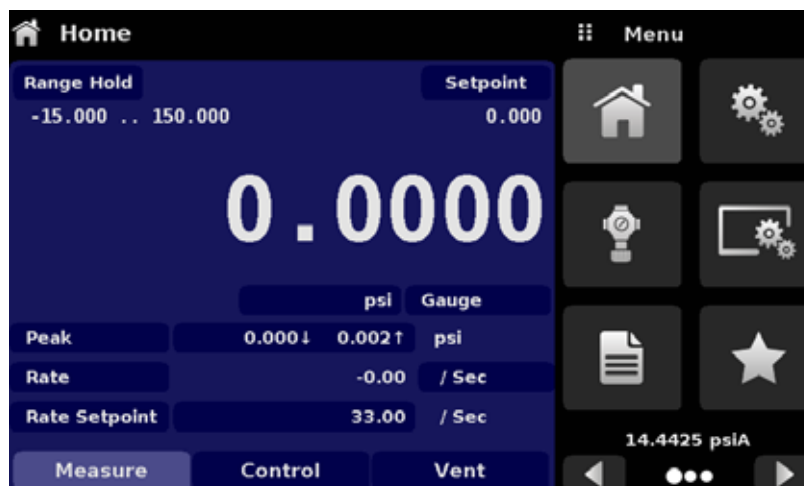 Home
Menu
Range Hold
Setpoint
-15.000 .. 150.000
0.000
0.0000
psi Gauge
Peak 0.000↓ 0.002↑ psi
Rate -0.00 / Sec
Rate Setpoint 33.00 / Sec
14.4425 psiA
Measure Control Vent